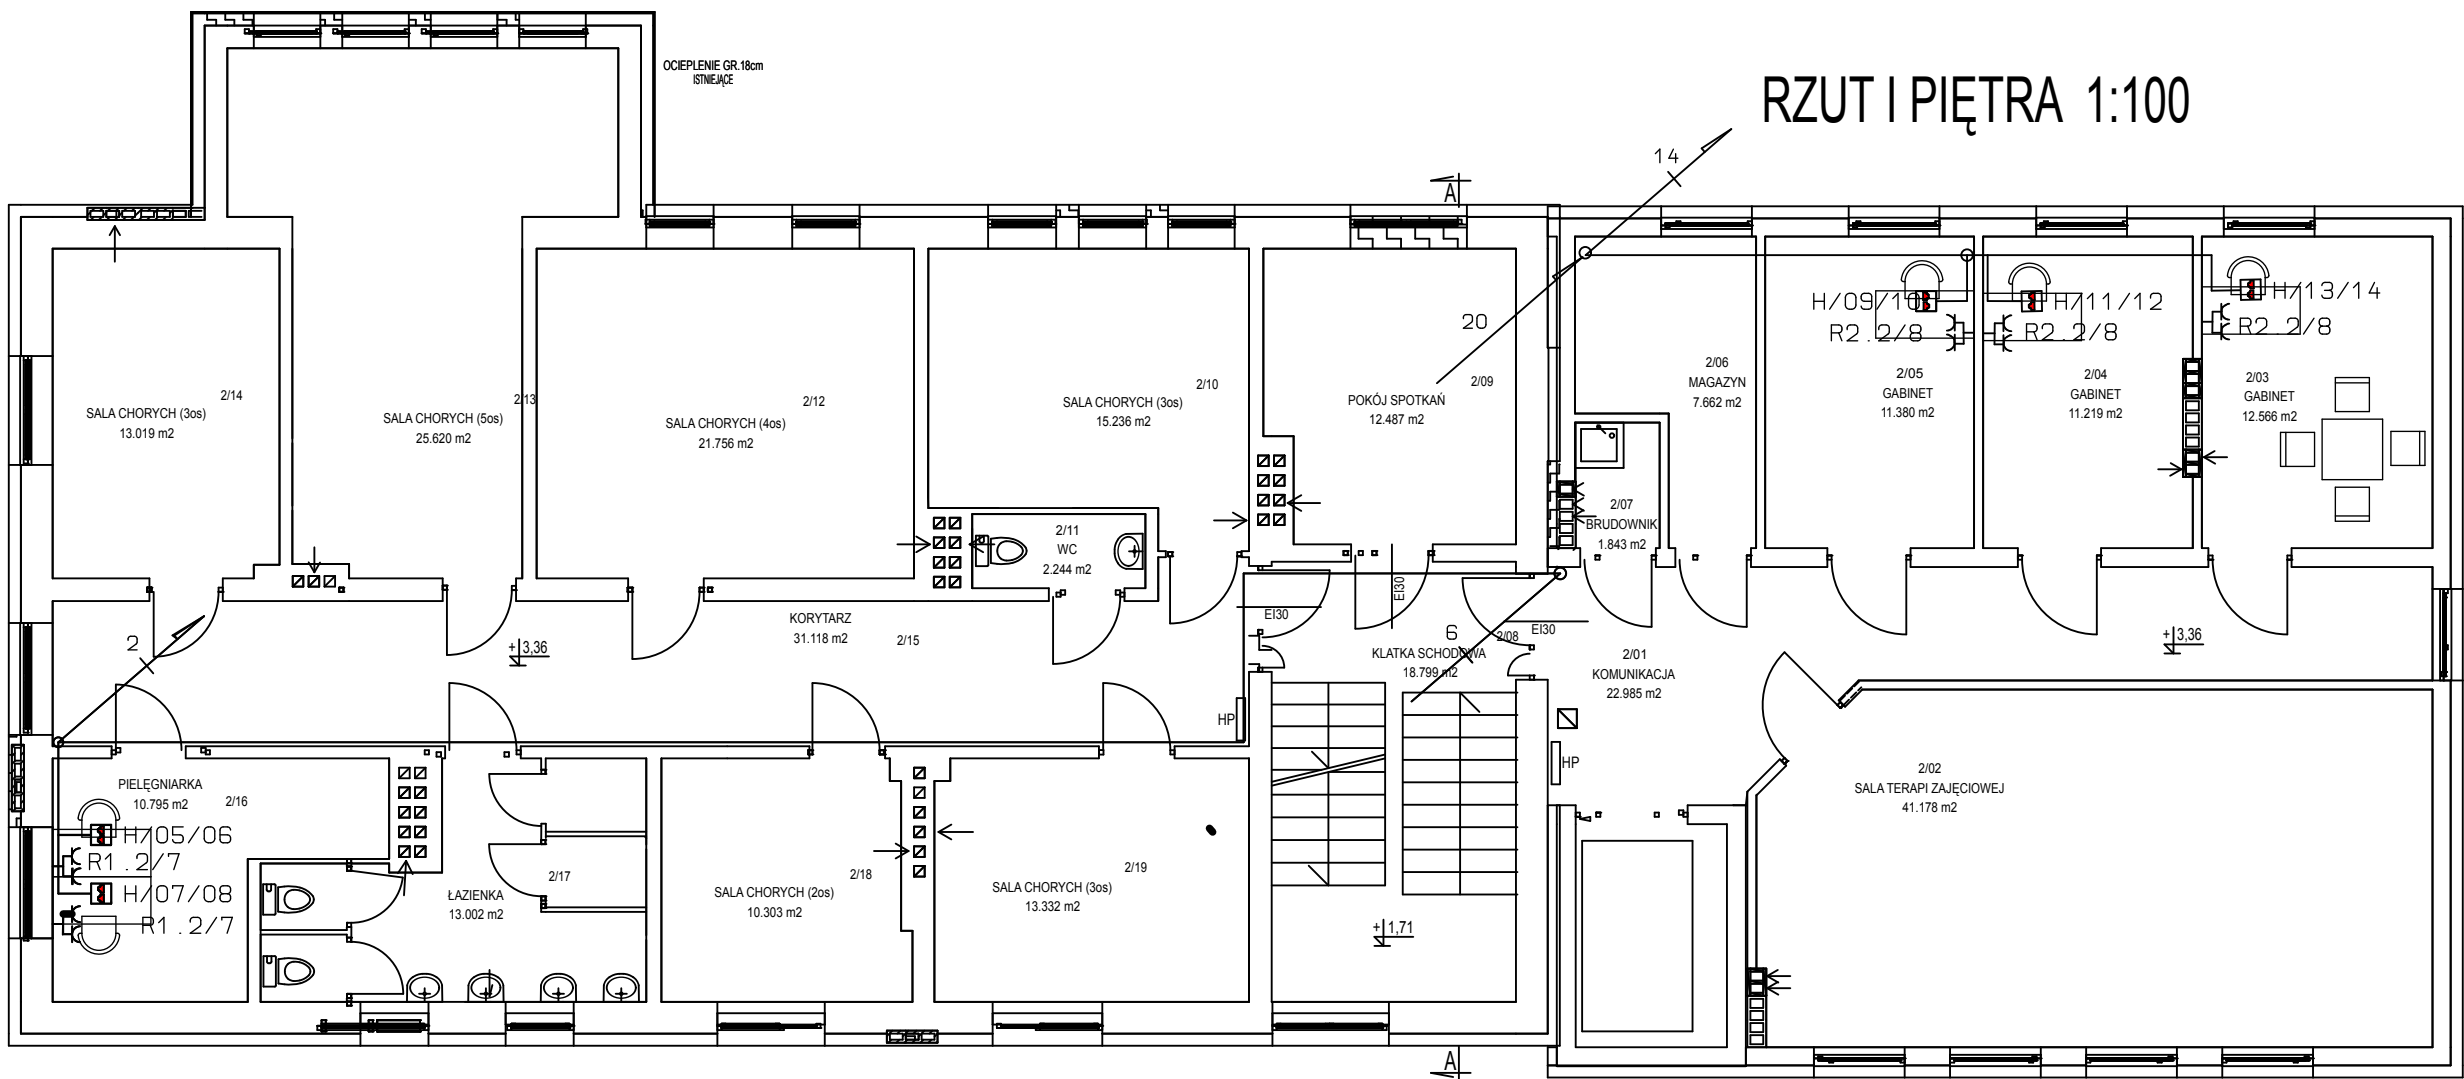 OCIEPLENIE GR.18cm
ISTNIEJĄCE
RZUT I PIĘTRA 1:100
14
A
20
H/09/10
R2.2/8
H/11/12
R2.2/8
H/13/14
R2.2/8
2/14
SALA CHORYCH (3os)
13.019 m2
2/13
SALA CHORYCH (5os)
25.620 m2
2/12
SALA CHORYCH (4os)
21.756 m2
2/10
SALA CHORYCH (3os)
15.236 m2
2/09
POKÓJ SPOTKAŃ
12.487 m2
2/06
MAGAZYN
7.662 m2
2/05
GABINET
11.380 m2
2/04
GABINET
11.219 m2
2/03
GABINET
12.566 m2
2/07
BRUDOWNIK
1.843 m2
2/11
WC
2.244 m2
EI30
EI30
EI30
2
+3,36
KORYTARZ
31.118 m2
2/15
6
2/08
KLATKA SCHODOWA
18.799 m2
2/01
KOMUNIKACJA
22.985 m2
+3,36
HP
HP
PIELĘGNIARKA
10.795 m2
2/16
H/05/06
R1.2/7
H/07/08
R1.2/7
ŁAZIENKA
13.002 m2
2/17
2/18
SALA CHORYCH (2os)
10.303 m2
2/19
SALA CHORYCH (3os)
13.332 m2
+1,71
2/02
SALA TERAPI ZAJĘCIOWEJ
41.178 m2
A